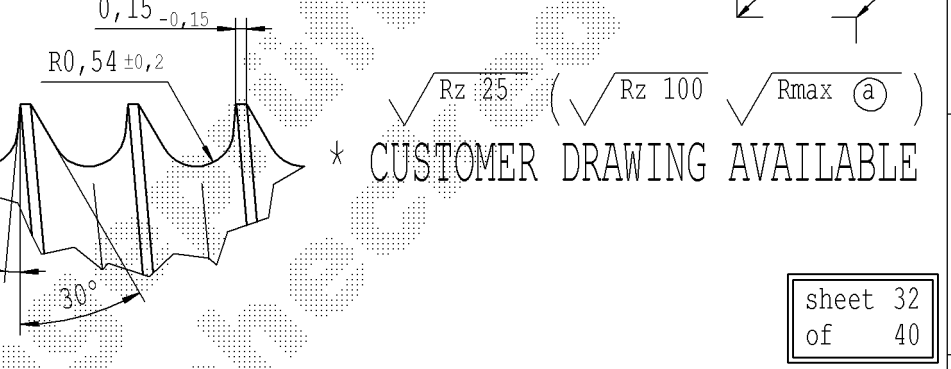 0,15 -0,15
R0,54 ±0,2
Rz 25 ( Rz 100 Rmax a )
* CUSTOMER DRAWING AVAILABLE
30°
sheet 32
of 40